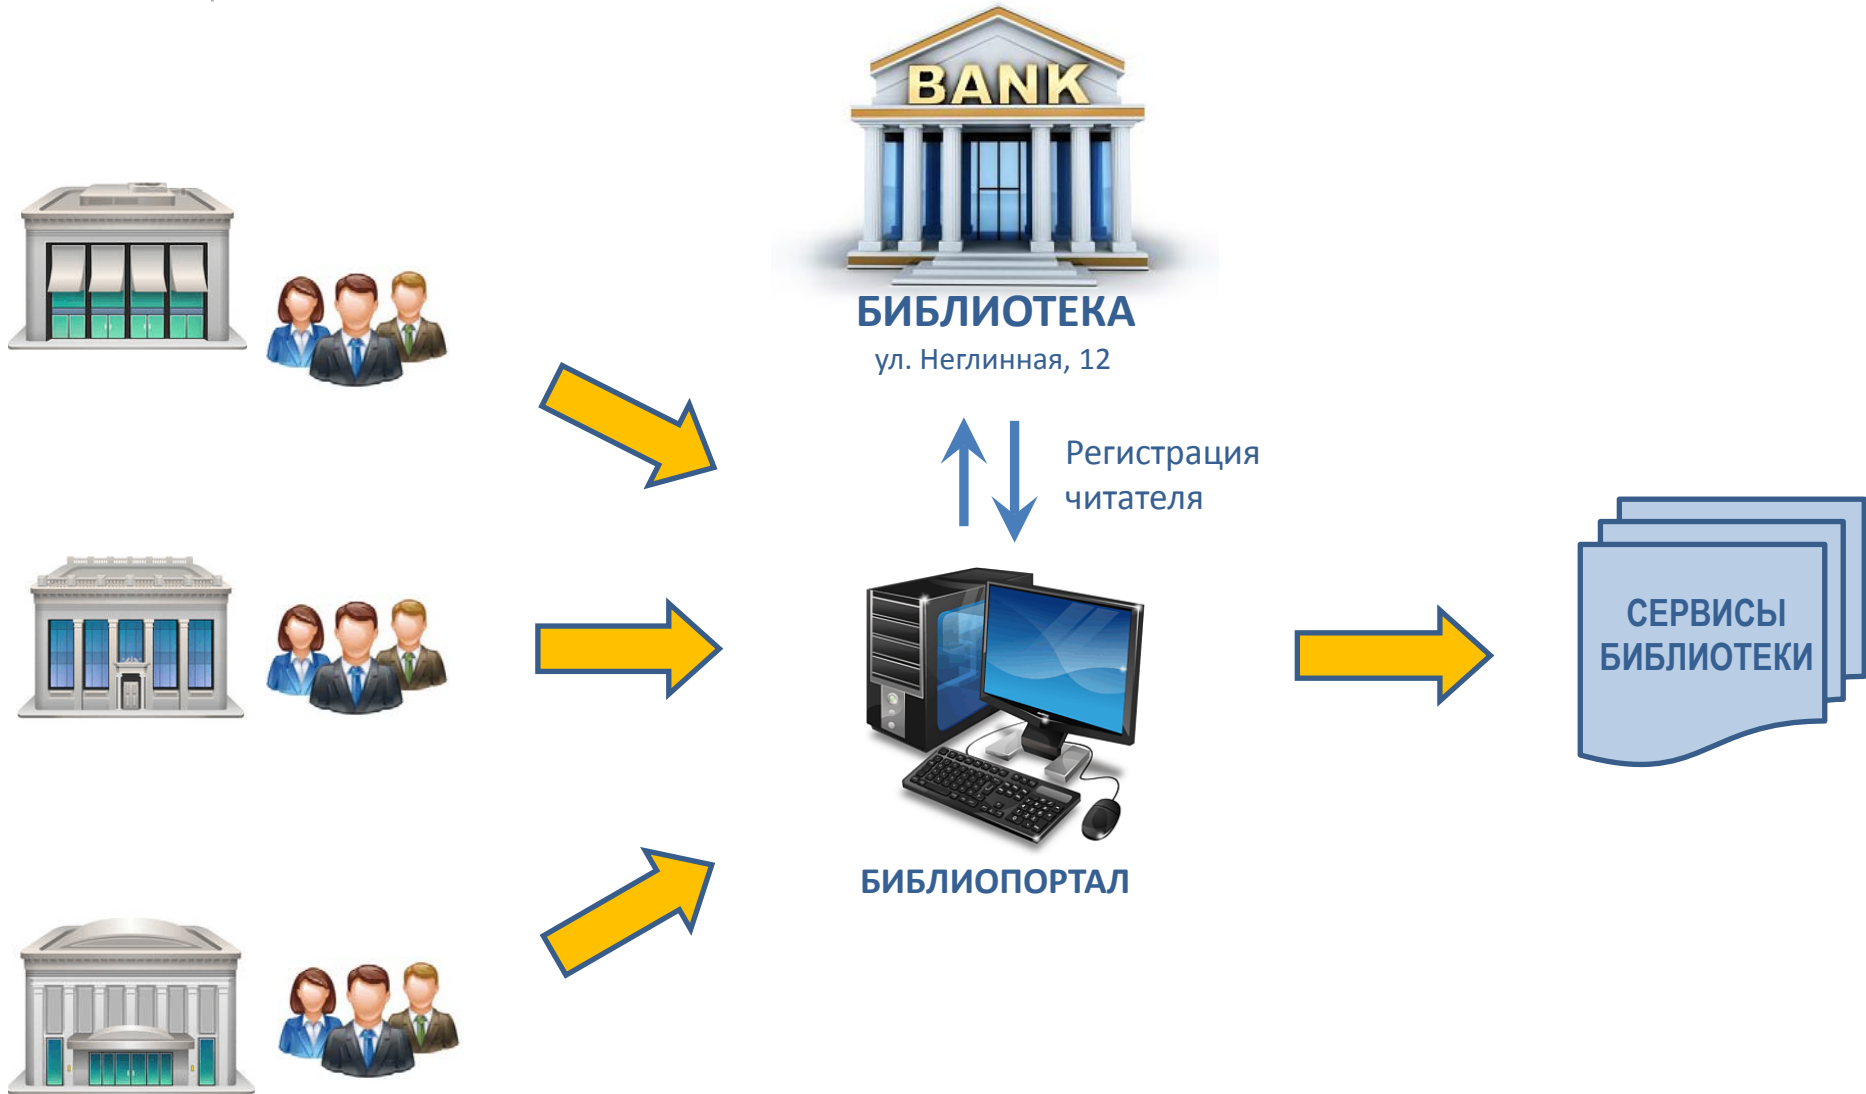 BANK
БИБЛИОТЕКА
ул. Неглинная, 12
Регистрация
читателя
СЕРВИСЫ
БИБЛИОТЕКИ
БИБЛИОПОРТАЛ